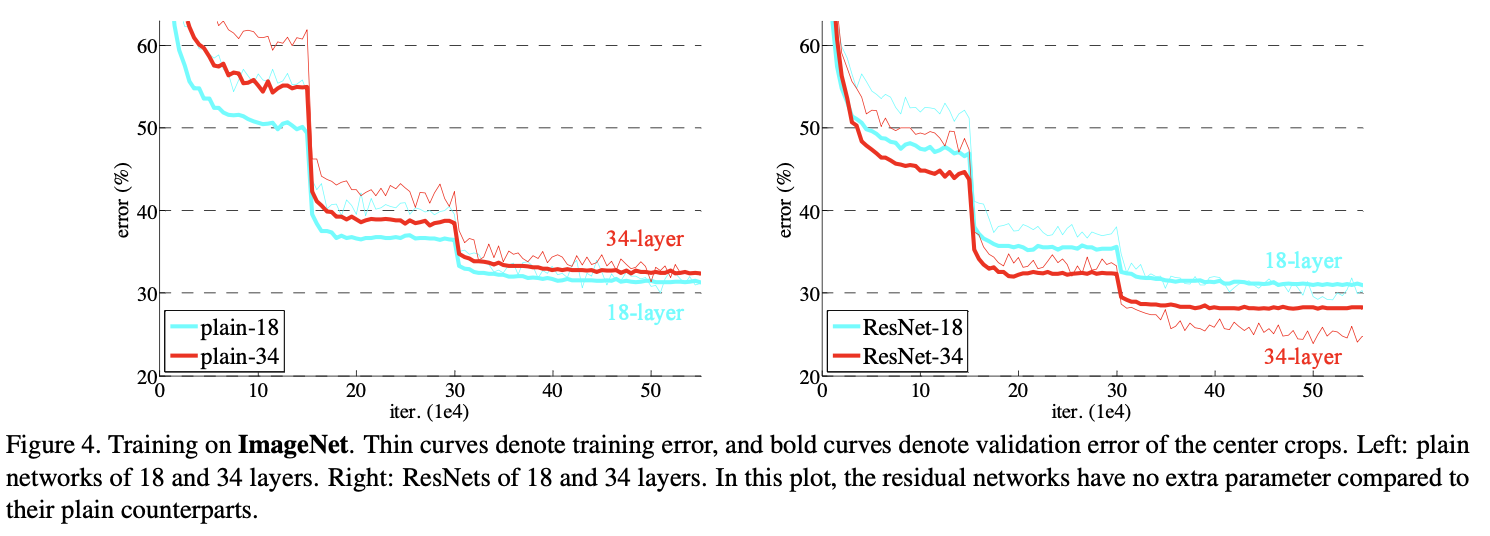 60
50
40
30
20
0
10
20
30
40
50
error (%)
iter. (1e4)
34-layer
18-layer
plain-18
plain-34
60
50
40
30
20
0
10
20
30
40
50
error (%)
iter. (1e4)
18-layer
34-layer
ResNet-18
ResNet-34
Figure 4. Training on ImageNet. Thin curves denote training error, and bold curves denote validation error of the center crops. Left: plain
networks of 18 and 34 layers. Right: ResNets of 18 and 34 layers. In this plot, the residual networks have no extra parameter compared to
their plain counterparts.